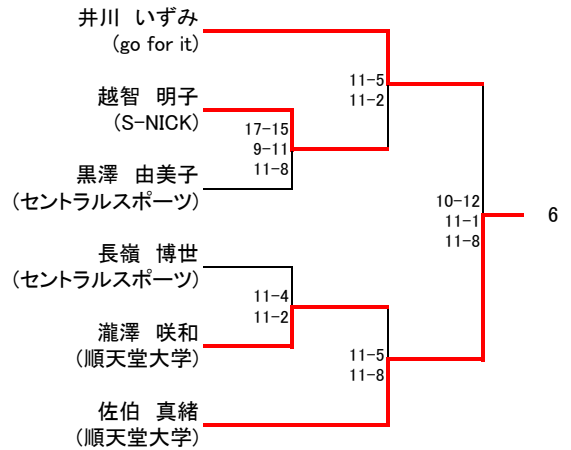 井川 いずみ
(go for it)
越智 明子
(S-NICK)
黒澤 由美子
(セントラルスポーツ)
長嶺 博世
(セントラルスポーツ)
瀧澤 咲和
(順天堂大学)
佐伯 真緒
(順天堂大学)
17-15
9-11
11-8
11-4
11-2
11-5
11-2
11-5
11-8
10-12
11-1
11-8
6